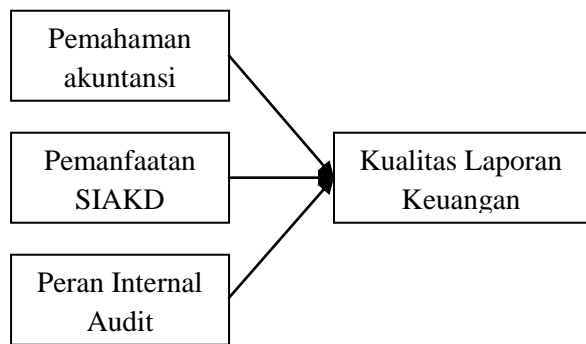 Pemahaman
akuntansi
Pemanfaatan
SIAKD
Kualitas Laporan
Keuangan
Peran Internal
Audit